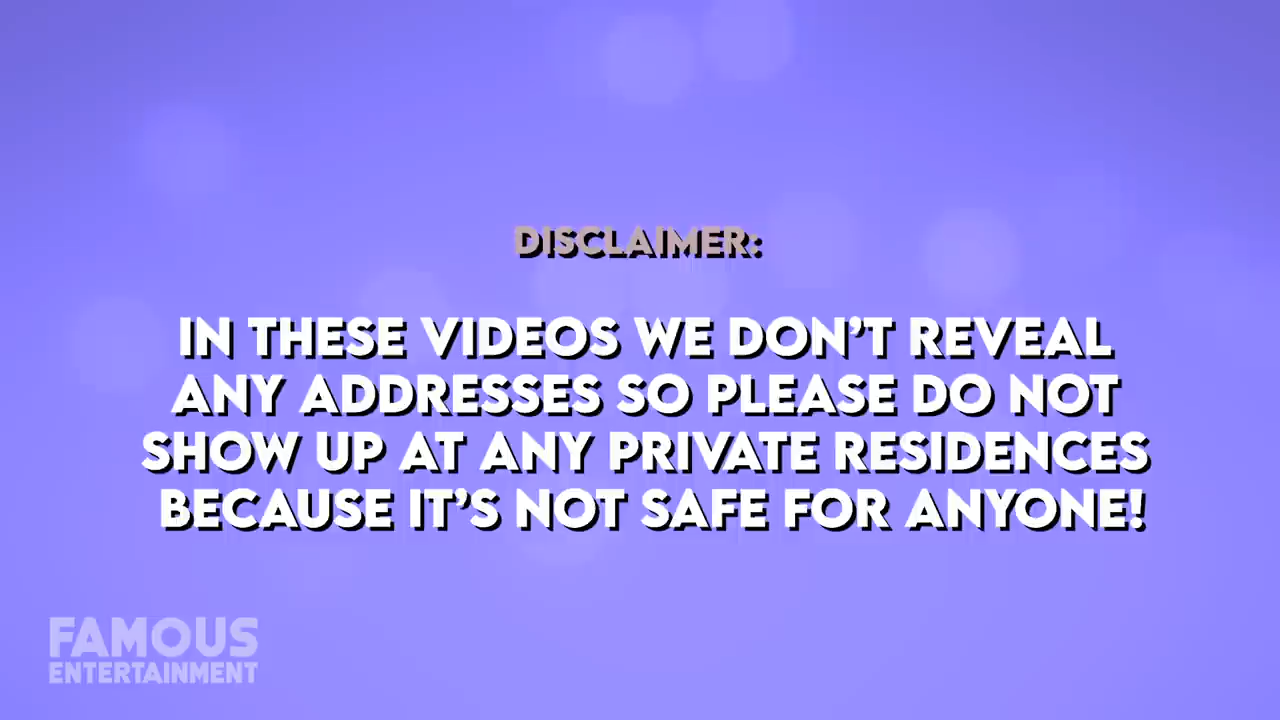 DISCLAIMER:
IN THESE VIDEOS WE DON’T REVEAL
ANY ADDRESSES SO PLEASE DO NOT
SHOW UP AT ANY PRIVATE RESIDENCES
BECAUSE IT’S NOT SAFE FOR ANYONE!
FAMOUS
ENTERTAINMENT